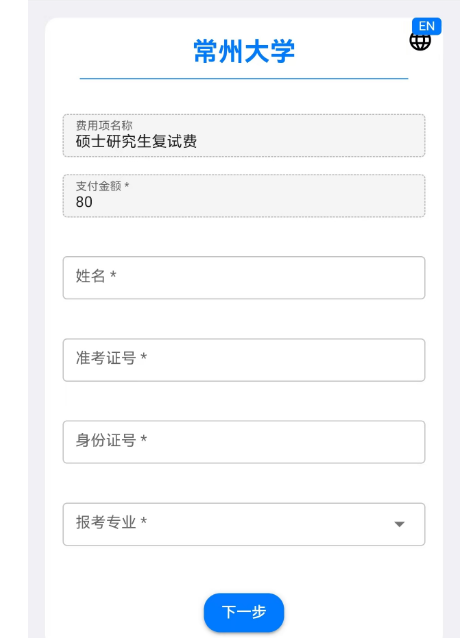 EN
常州大学
费用项名称
硕士研究生复试费
支付金额 *
80
姓名 *
准考证号 *
身份证号 *
报考专业 *
下一步